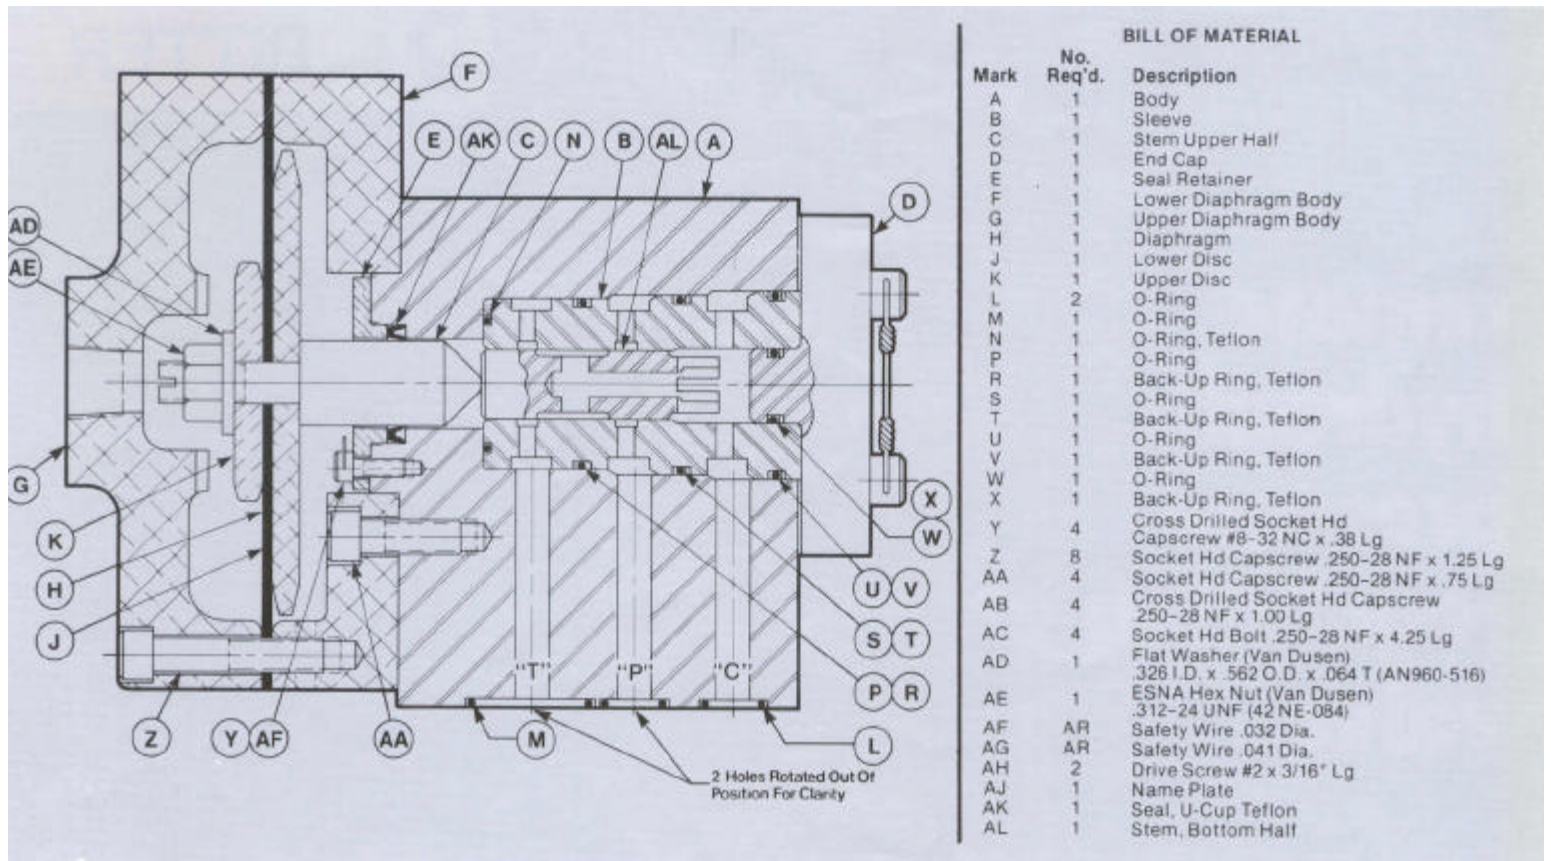 F
E
AK
C
N
B
AL
A
D
AD
AE
G
K
H
J
X
W
U V
S T
P R
"T" "P" "C"
Z
Y AF
AA
M
L
2 Holes Rotated Out Of
Position For Clarity
BILL OF MATERIAL
No.
Mark Req'd. Description
A 1 Body
B 1 Sleeve
C 1 Stem Upper Half
D 1 End Cap
E 1 Seal Retainer
F 1 Lower Diaphragm Body
G 1 Upper Diaphragm Body
H 1 Diaphragm
J 1 Lower Disc
K 1 Upper Disc
L 2 O-Ring
M 1 O-Ring
N 1 O-Ring, Teflon
P 1 O-Ring
R 1 Back-Up Ring, Teflon
S 1 O-Ring
T 1 Back-Up Ring, Teflon
U 1 O-Ring
V 1 Back-Up Ring, Teflon
W 1 O-Ring
X 1 Back-Up Ring, Teflon
Y 4 Cross Drilled Socket Hd
Capscrew #8-32 NC x .38 Lg
Z 8 Socket Hd Capscrew .250-28 NF x 1.25 Lg
AA 4 Socket Hd Capscrew .250-28 NF x .75 Lg
AB 4 Cross Drilled Socket Hd Capscrew
.250-28 NF x 1.00 Lg
AC 4 Socket Hd Bolt .250-28 NF x 4.25 Lg
AD 1 Flat Washer (Van Dusen)
.326 I.D. x .562 O.D. x .064 T (AN960-516)
AE 1 ESNA Hex Nut (Van Dusen)
.312-24 UNF (42 NE-084)
AF AR Safety Wire .032 Dia.
AG AR Safety Wire .041 Dia.
AH 2 Drive Screw #2 x 3/16" Lg
AJ 1 Name Plate
AK 1 Seal, U-Cup Teflon
AL 1 Stem, Bottom Half